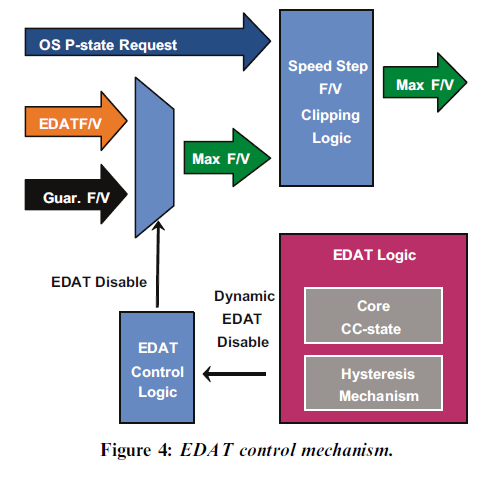 OS P-state Request
Speed Step
F/V
Clipping
Logic
Max F/V
EDATF/V
Max F/V
Guar. F/V
EDAT Disable
EDAT Logic
Core
CC-state
Dynamic
EDAT
Disable
EDAT
Control
Logic
Hysteresis
Mechanism
Figure 4: EDAT control mechanism.